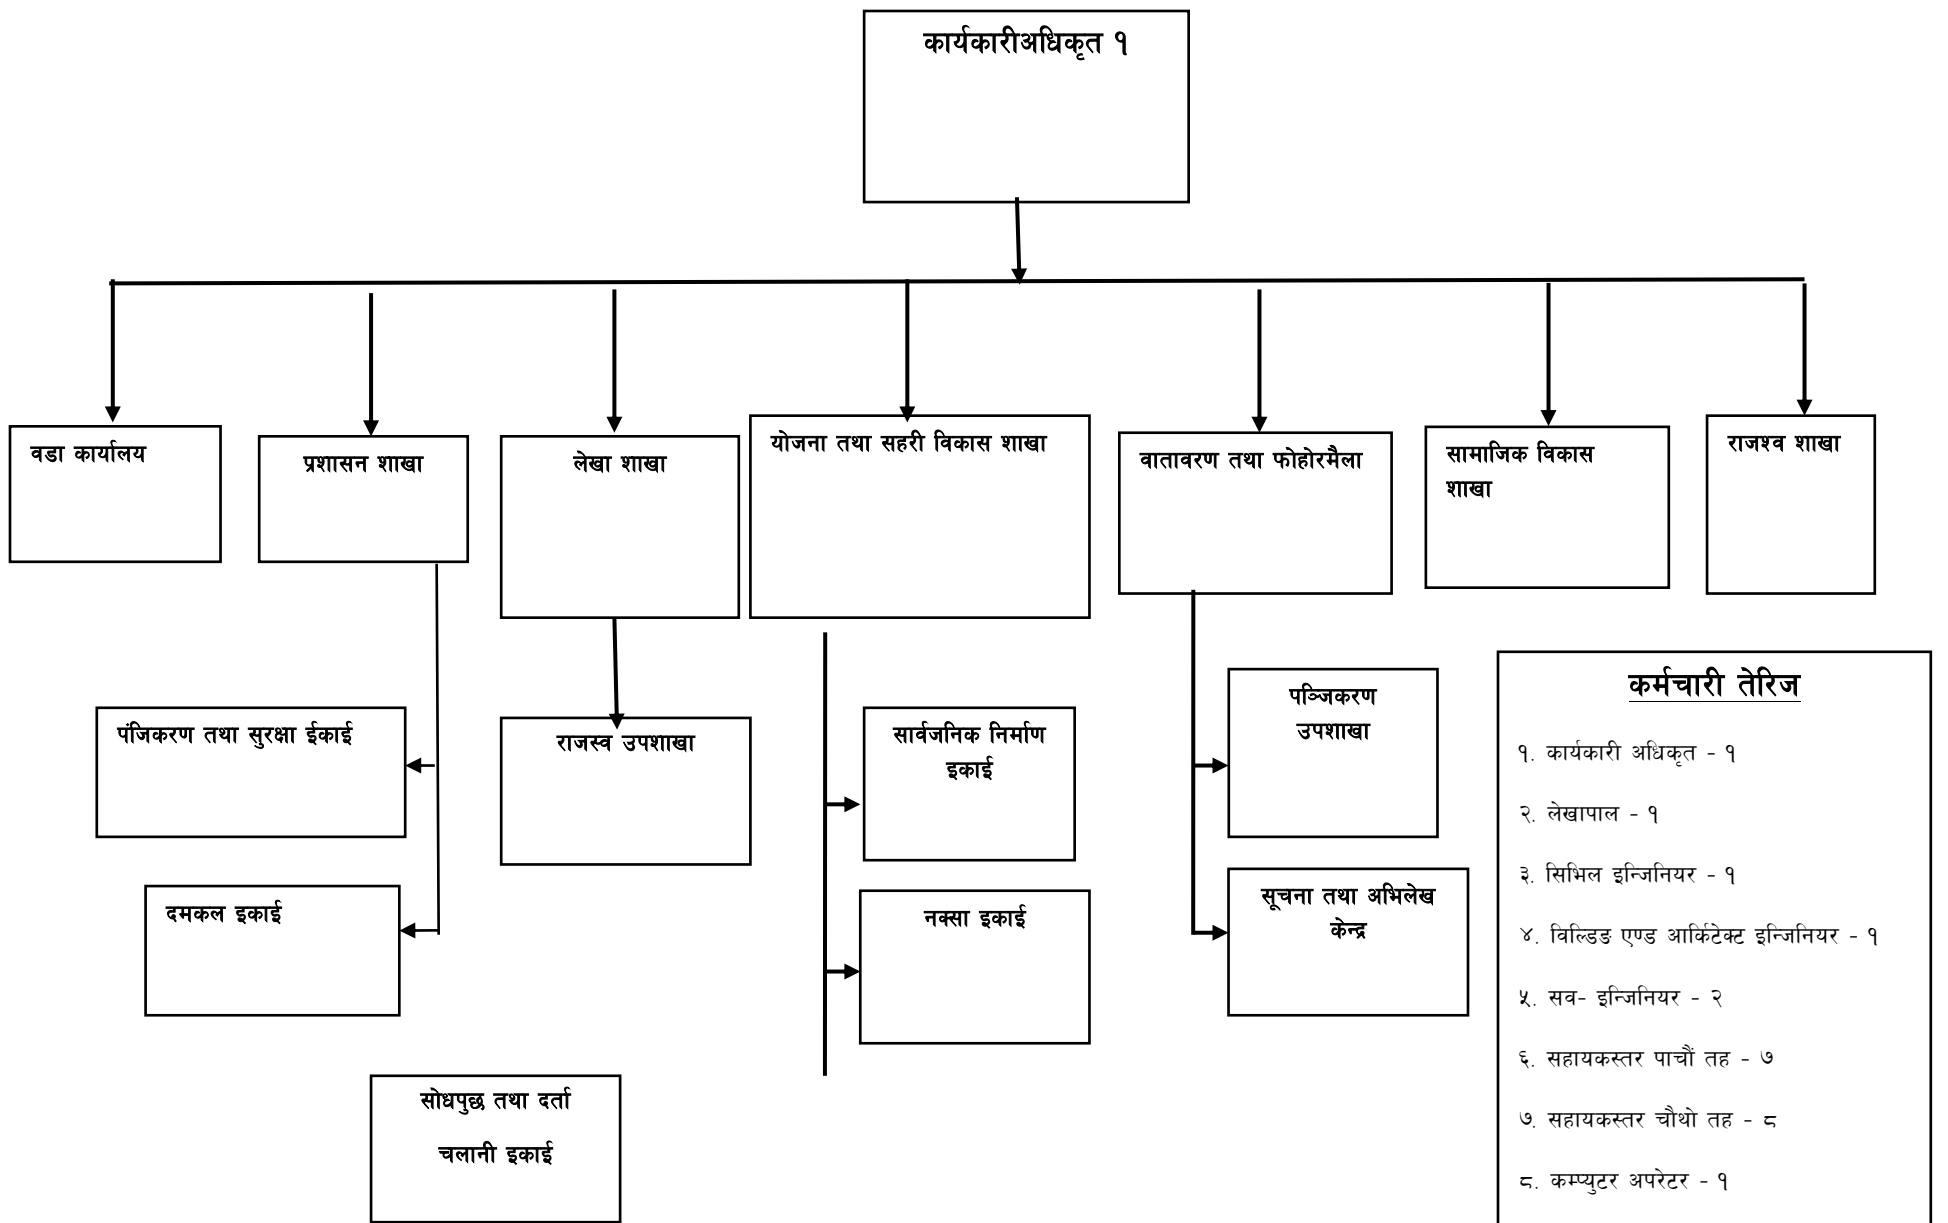 कार्यकारीअधिकृत १
वडा कार्यालय
प्रशासन शाखा
लेखा शाखा
योजना तथा सहरी विकास शाखा
वातावरण तथा फोहोरमैला
सामाजिक विकास
शाखा
राजश्व शाखा
पंजिकरण तथा सुरक्षा ईकाई
राजस्व उपशाखा
सार्वजनिक निर्माण
इकाई
पञ्जिकरण
उपशाखा
दमकल इकाई
नक्सा इकाई
सूचना तथा अभिलेख
केन्द्र
सोधपुछ तथा दर्ता
चलानी इकाई
कर्मचारी तेरिज
१. कार्यकारी अधिकृत - १
२. लेखापाल - १
३. सिभिल इन्जिनियर - १
४. विल्डिङ एण्ड आर्किटेक्ट इन्जिनियर - १
५. सव- इन्जिनियर - २
६. सहायकस्तर पाचौं तह - ७
७. सहायकस्तर चौथो तह - ८
८. कम्प्युटर अपरेटर - १